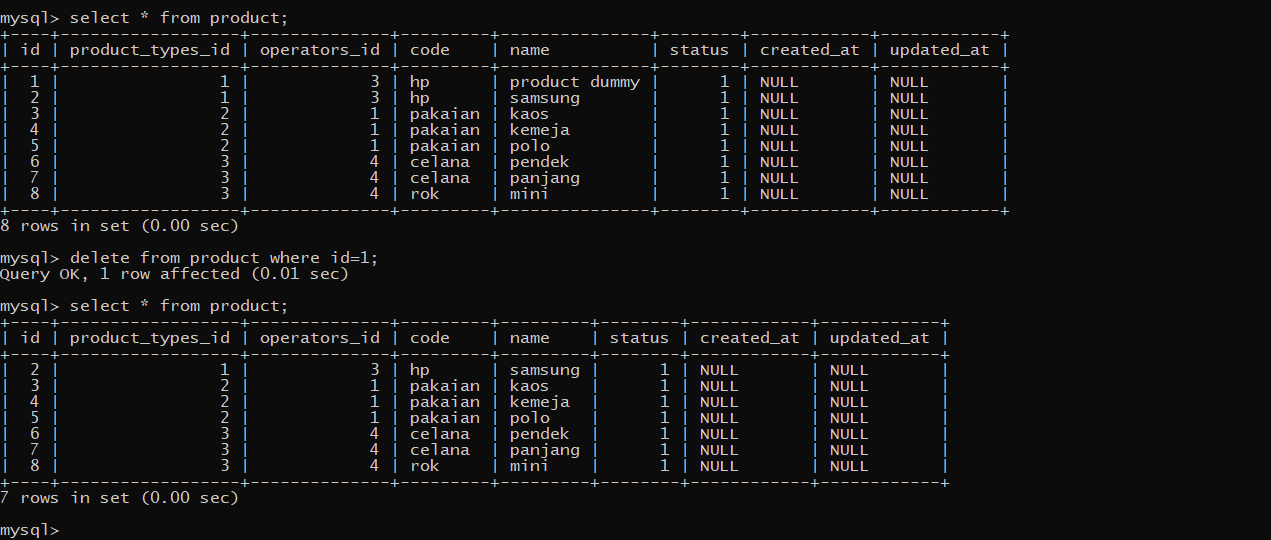 mysql> select * from product;
+----+------------------+--------------+---------+---------------+--------+------------+------------+
| id | product_types_id | operators_id | code    | name          | status | created_at | updated_at |
+----+------------------+--------------+---------+---------------+--------+------------+------------+
|  1 |                1 |            3 | hp      | product dummy |      1 | NULL       | NULL       |
|  2 |                1 |            3 | hp      | samsung       |      1 | NULL       | NULL       |
|  3 |                2 |            1 | pakaian | kaos          |      1 | NULL       | NULL       |
|  4 |                2 |            1 | pakaian | kemeja        |      1 | NULL       | NULL       |
|  5 |                2 |            1 | pakaian | polo          |      1 | NULL       | NULL       |
|  6 |                3 |            4 | celana  | pendek        |      1 | NULL       | NULL       |
|  7 |                3 |            4 | celana  | panjang       |      1 | NULL       | NULL       |
|  8 |                3 |            4 | rok     | mini          |      1 | NULL       | NULL       |
+----+------------------+--------------+---------+---------------+--------+------------+------------+
8 rows in set (0.00 sec)
mysql> delete from product where id=1;
Query OK, 1 row affected (0.01 sec)
mysql> select * from product;
+----+------------------+--------------+---------+---------+--------+------------+------------+
| id | product_types_id | operators_id | code    | name    | status | created_at | updated_at |
+----+------------------+--------------+---------+---------+--------+------------+------------+
|  2 |                1 |            3 | hp      | samsung |      1 | NULL       | NULL       |
|  3 |                2 |            1 | pakaian | kaos    |      1 | NULL       | NULL       |
|  4 |                2 |            1 | pakaian | kemeja  |      1 | NULL       | NULL       |
|  5 |                2 |            1 | pakaian | polo    |      1 | NULL       | NULL       |
|  6 |                3 |            4 | celana  | pendek  |      1 | NULL       | NULL       |
|  7 |                3 |            4 | celana  | panjang |      1 | NULL       | NULL       |
|  8 |                3 |            4 | rok     | mini    |      1 | NULL       | NULL       |
+----+------------------+--------------+---------+---------+--------+------------+------------+
7 rows in set (0.00 sec)
mysql>